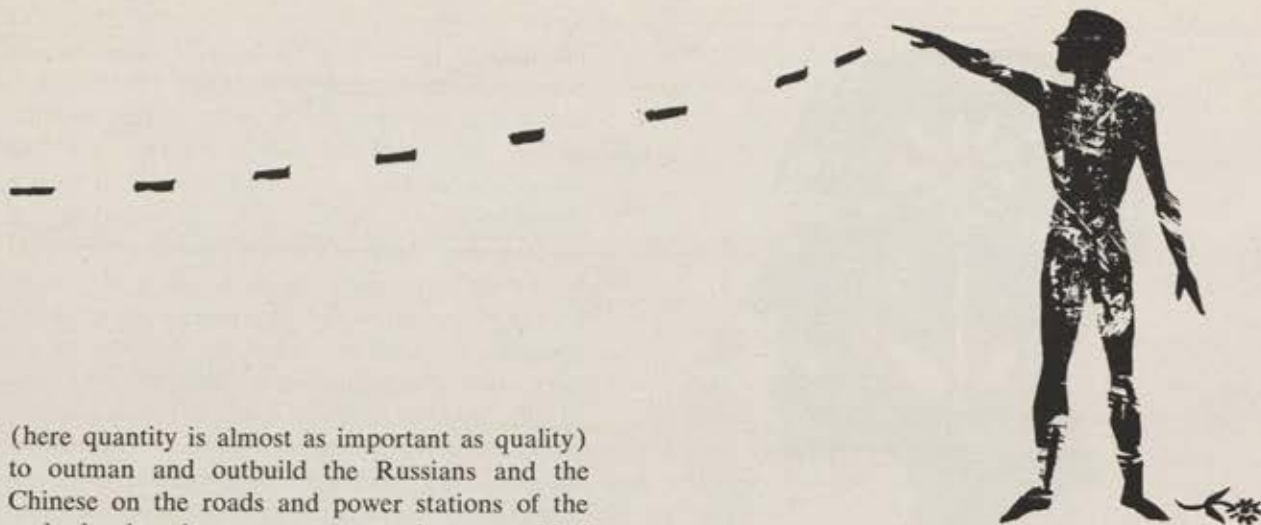 (here quantity is almost as important as quality)
to outman and outbuild the Russians and the
Chinese on the roads and power stations of the